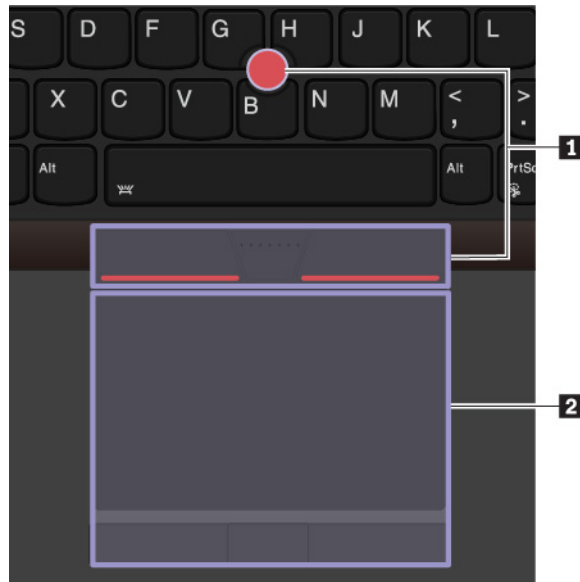 S D F G H J K L
X C V B N M < , > .
Alt Alt PrtSc
1
2